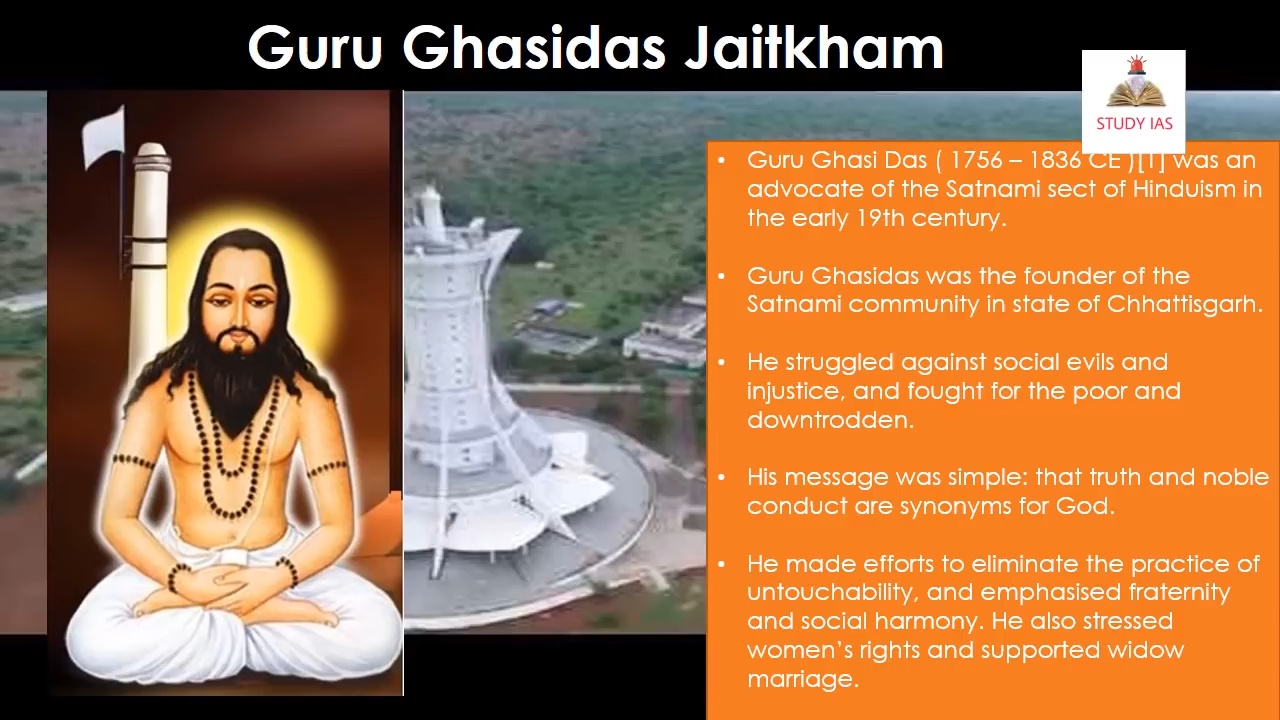 Guru Ghasidas Jaitkham
STUDY IAS
• Guru Ghasi Das ( 1756 – 1836 CE )[1] was an
advocate of the Satnami sect of Hinduism in
the early 19th century.
• Guru Ghasidas was the founder of the
Satnami community in state of Chhattisgarh.
• He struggled against social evils and
injustice, and fought for the poor and
downtrodden.
• His message was simple: that truth and noble
conduct are synonyms for God.
• He made efforts to eliminate the practice of
untouchability, and emphasised fraternity
and social harmony. He also stressed
women’s rights and supported widow
marriage.